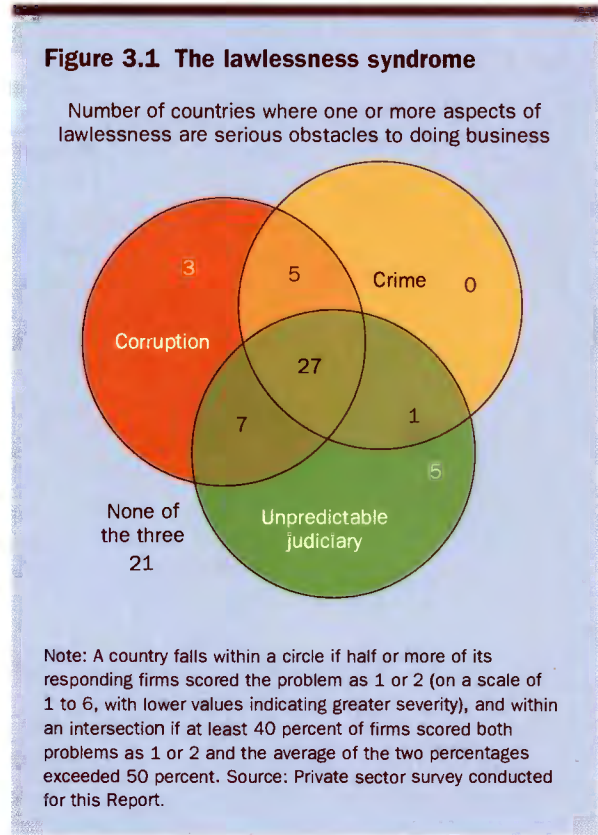 Figure 3.1 The lawlessness syndrome
Number of countries where one or more aspects of
lawlessness are serious obstacles to doing business
3
5
Crime
0
Corruption
27
7
1
5
None of
the three
21
Unpredictable
judiciary
Note: A country falls within a circle if half or more of its
responding firms scored the problem as 1 or 2 (on a scale of
1 to 6, with lower values indicating greater severity), and within
an intersection if at least 40 percent of firms scored both
problems as 1 or 2 and the average of the two percentages
exceeded 50 percent. Source: Private sector survey conducted
for this Report.